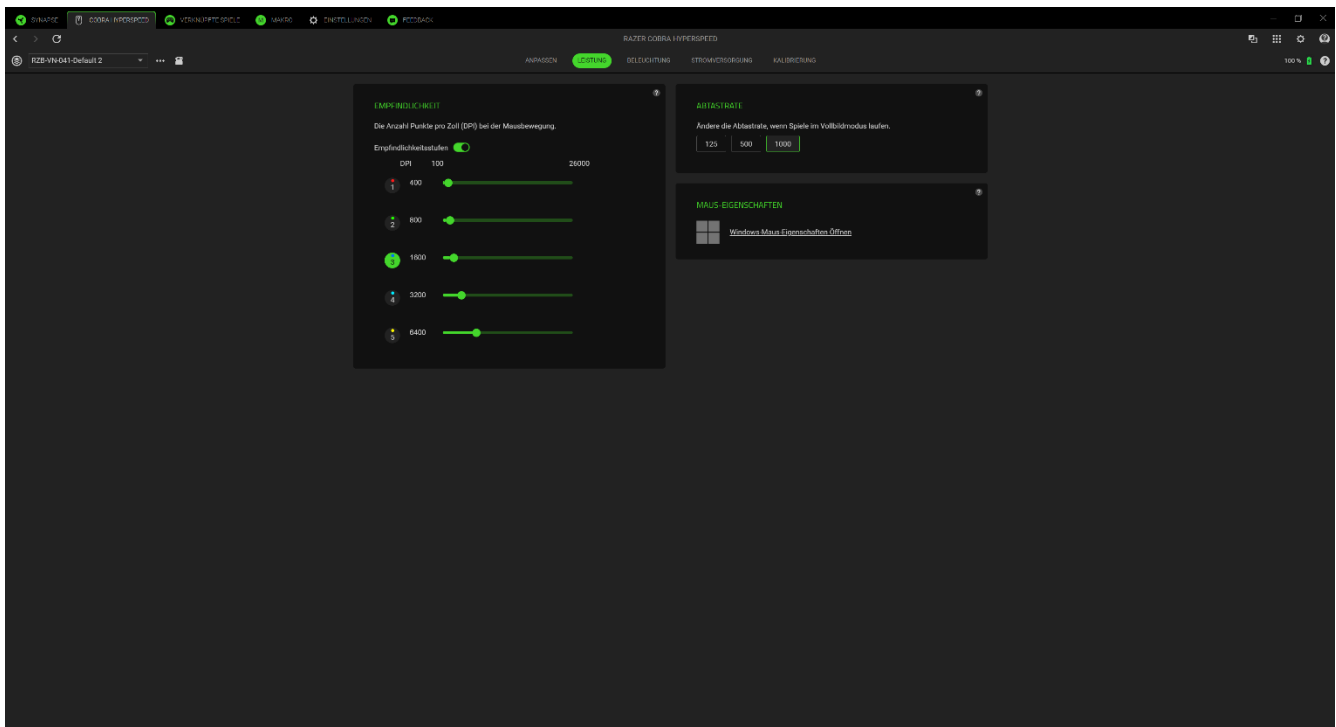 SYNAPSE COBRA HYPERSPEED VERKNÜPFTE SPIELE MAKRO EINSTELLUNGEN FEEDBACK
RAZER COBRA HYPERSPEED
RZB-VN-041-Default 2 ANPASSEN LEISTUNG BELEUCHTUNG STROMVERSORGUNG KALIBRIERUNG 100 %
EMPFINDLICHKEIT
Die Anzahl Punkte pro Zoll (DPI) bei der Mausbewegung.
Empfindlichkeitsstufen
DPI 100 26000
1 400
2 800
3 1600
4 3200
5 6400
ABTASTRATE
Ändere die Abtastrate, wenn Spiele im Vollbildmodus laufen.
125 500 1000
MAUS-EIGENSCHAFTEN
Windows-Maus-Eigenschaften Öffnen